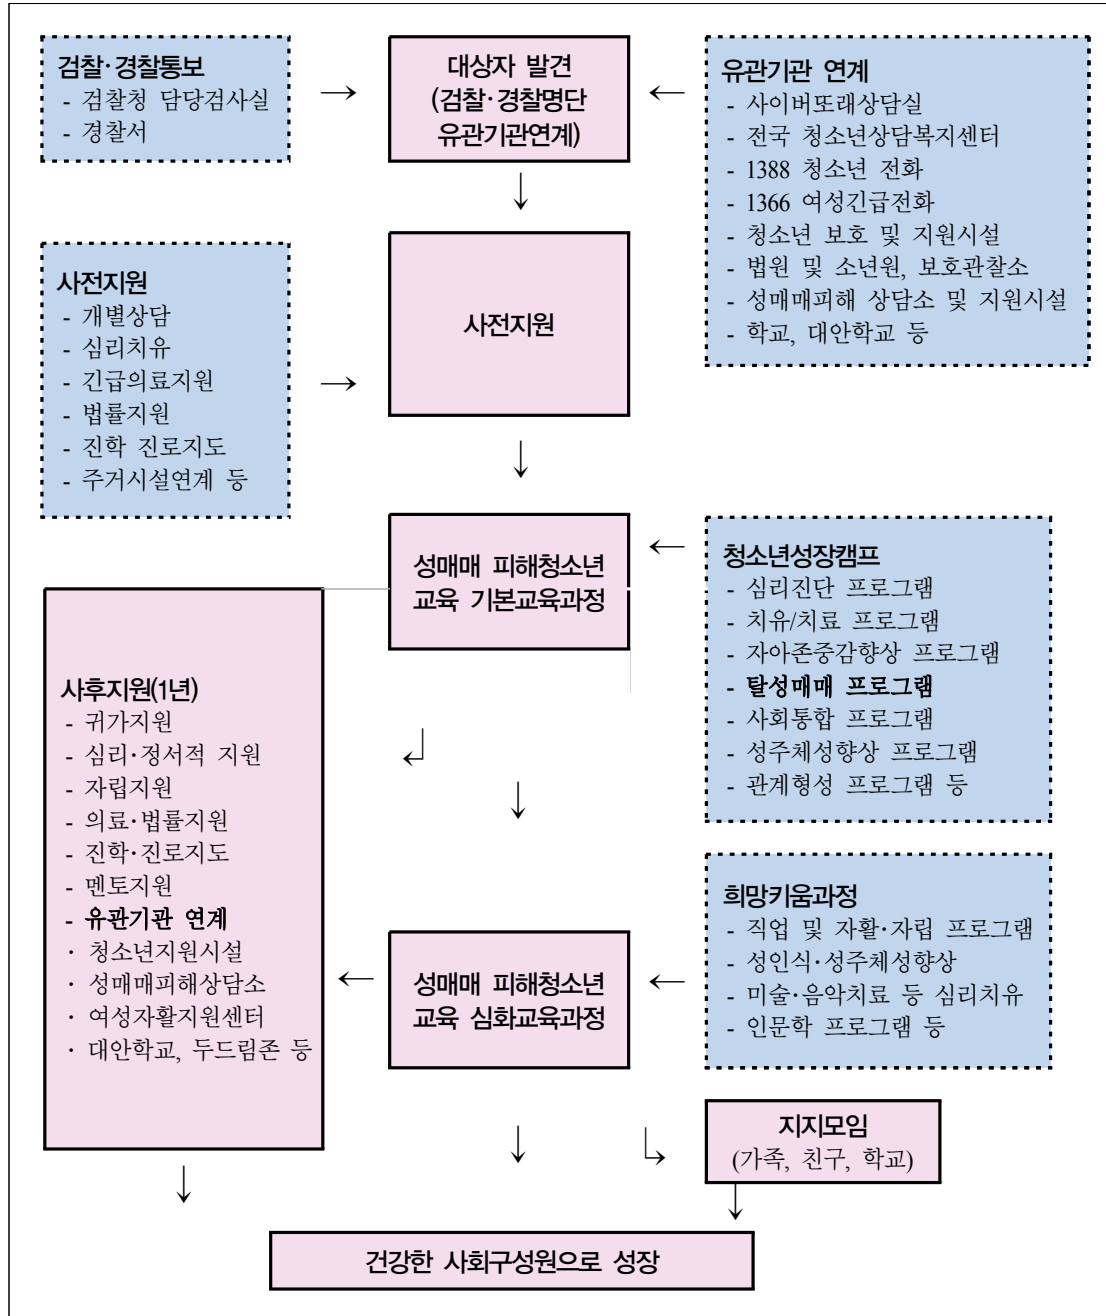 검찰·경찰통보
- 검찰청 담당검사실
- 경찰서
대상자 발견
(검찰·경찰명단
유관기관연계)
유관기관 연계
- 사이버또래상담실
- 전국 청소년상담복지센터
- 1388 청소년 전화
- 1366 여성긴급전화
- 청소년 보호 및 지원시설
- 법원 및 소년원, 보호관찰소
- 성매매피해 상담소 및 지원시설
- 학교, 대안학교 등
사전지원
- 개별상담
- 심리치유
- 긴급의료지원
- 법률지원
- 진학 진로지도
- 주거시설연계 등
사전지원
성매매 피해청소년
교육 기본교육과정
청소년성장캠프
- 심리진단 프로그램
- 치유/치료 프로그램
- 자아존중감향상 프로그램
- 탈성매매 프로그램
- 사회통합 프로그램
- 성주체성향상 프로그램
- 관계형성 프로그램 등
사후지원(1년)
- 귀가지원
- 심리·정서적 지원
- 자립지원
- 의료·법률지원
- 진학·진로지도
- 멘토지원
- 유관기관 연계
· 청소년지원시설
· 성매매피해상담소
· 여성자활지원센터
· 대안학교, 두드림존 등
성매매 피해청소년
교육 심화교육과정
희망키움과정
- 직업 및 자활·자립 프로그램
- 성인식·성주체성향상
- 미술·음악치료 등 심리치유
- 인문학 프로그램 등
지지모임
(가족, 친구, 학교)
건강한 사회구성원으로 성장